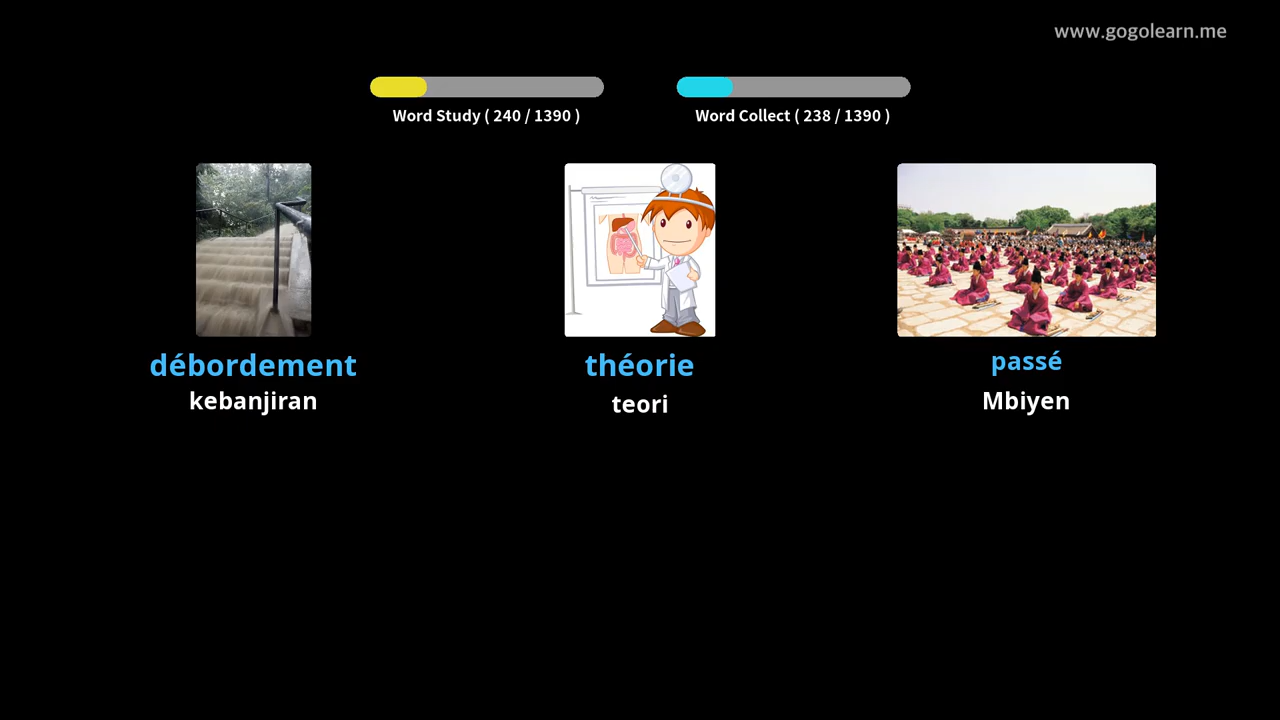 www.gogolearn.me
Word Study ( 240 / 1390 )
Word Collect ( 238 / 1390 )
débordement
kebanjiran
théorie
teori
passé
Mbiyen